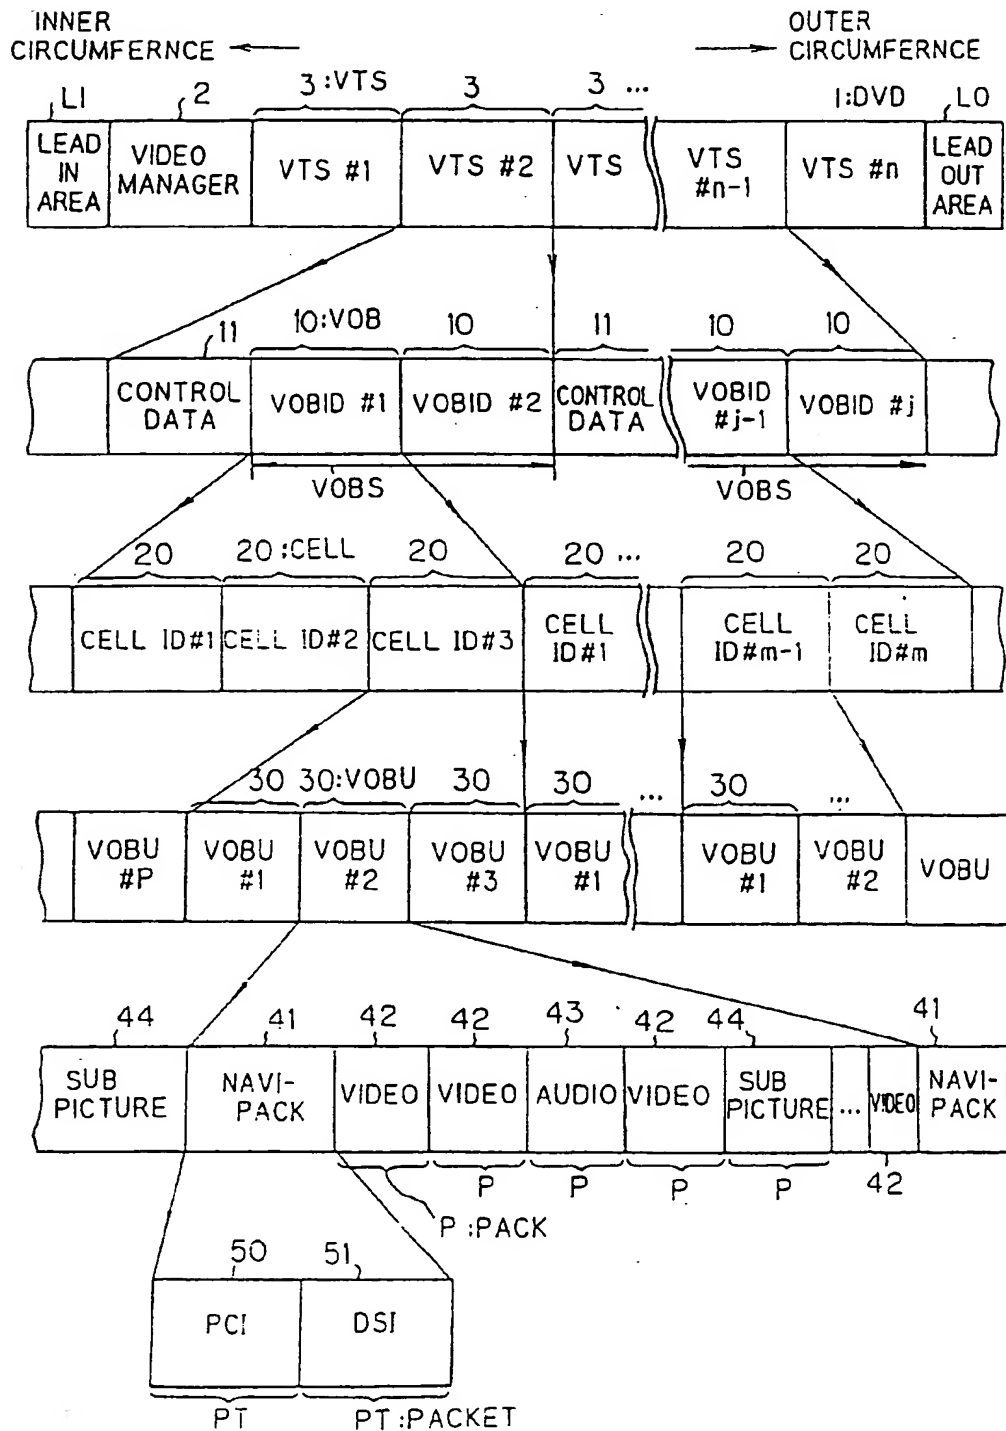 INNER CIRCUMFERNCE
OUTER CIRCUMFERNCE
LI 2 3:VTS 3 3 ... 1:DVD LO
LEAD IN AREA VIDEO MANAGER VTS #1 VTS #2 VTS VTS #n-1 VTS #n LEAD OUT AREA
11 10:VOB 10 11 10 10
CONTROL DATA VOBID #1 VOBID #2 CONTROL DATA VOBID #j-1 VOBID #j
VOBS VOBS
20 20:CELL 20 20 ... 20 20
CELL ID#1 CELL ID#2 CELL ID#3 CELL ID#1 CELL ID#m-1 CELL ID#m
30 30:VOBU 30 30 ... 30 ...
VOBU #P VOBU #1 VOBU #2 VOBU #3 VOBU #1 VOBU #1 VOBU #2 VOBU
44 41 42 42 43 42 44 41
SUB PICTURE NAVI-PACK VIDEO VIDEO AUDIO VIDEO SUB PICTURE ... VIDEO NAVI-PACK
P P P P 42
P:PACK
50 51
PCI DSI
PT PT:PACKET